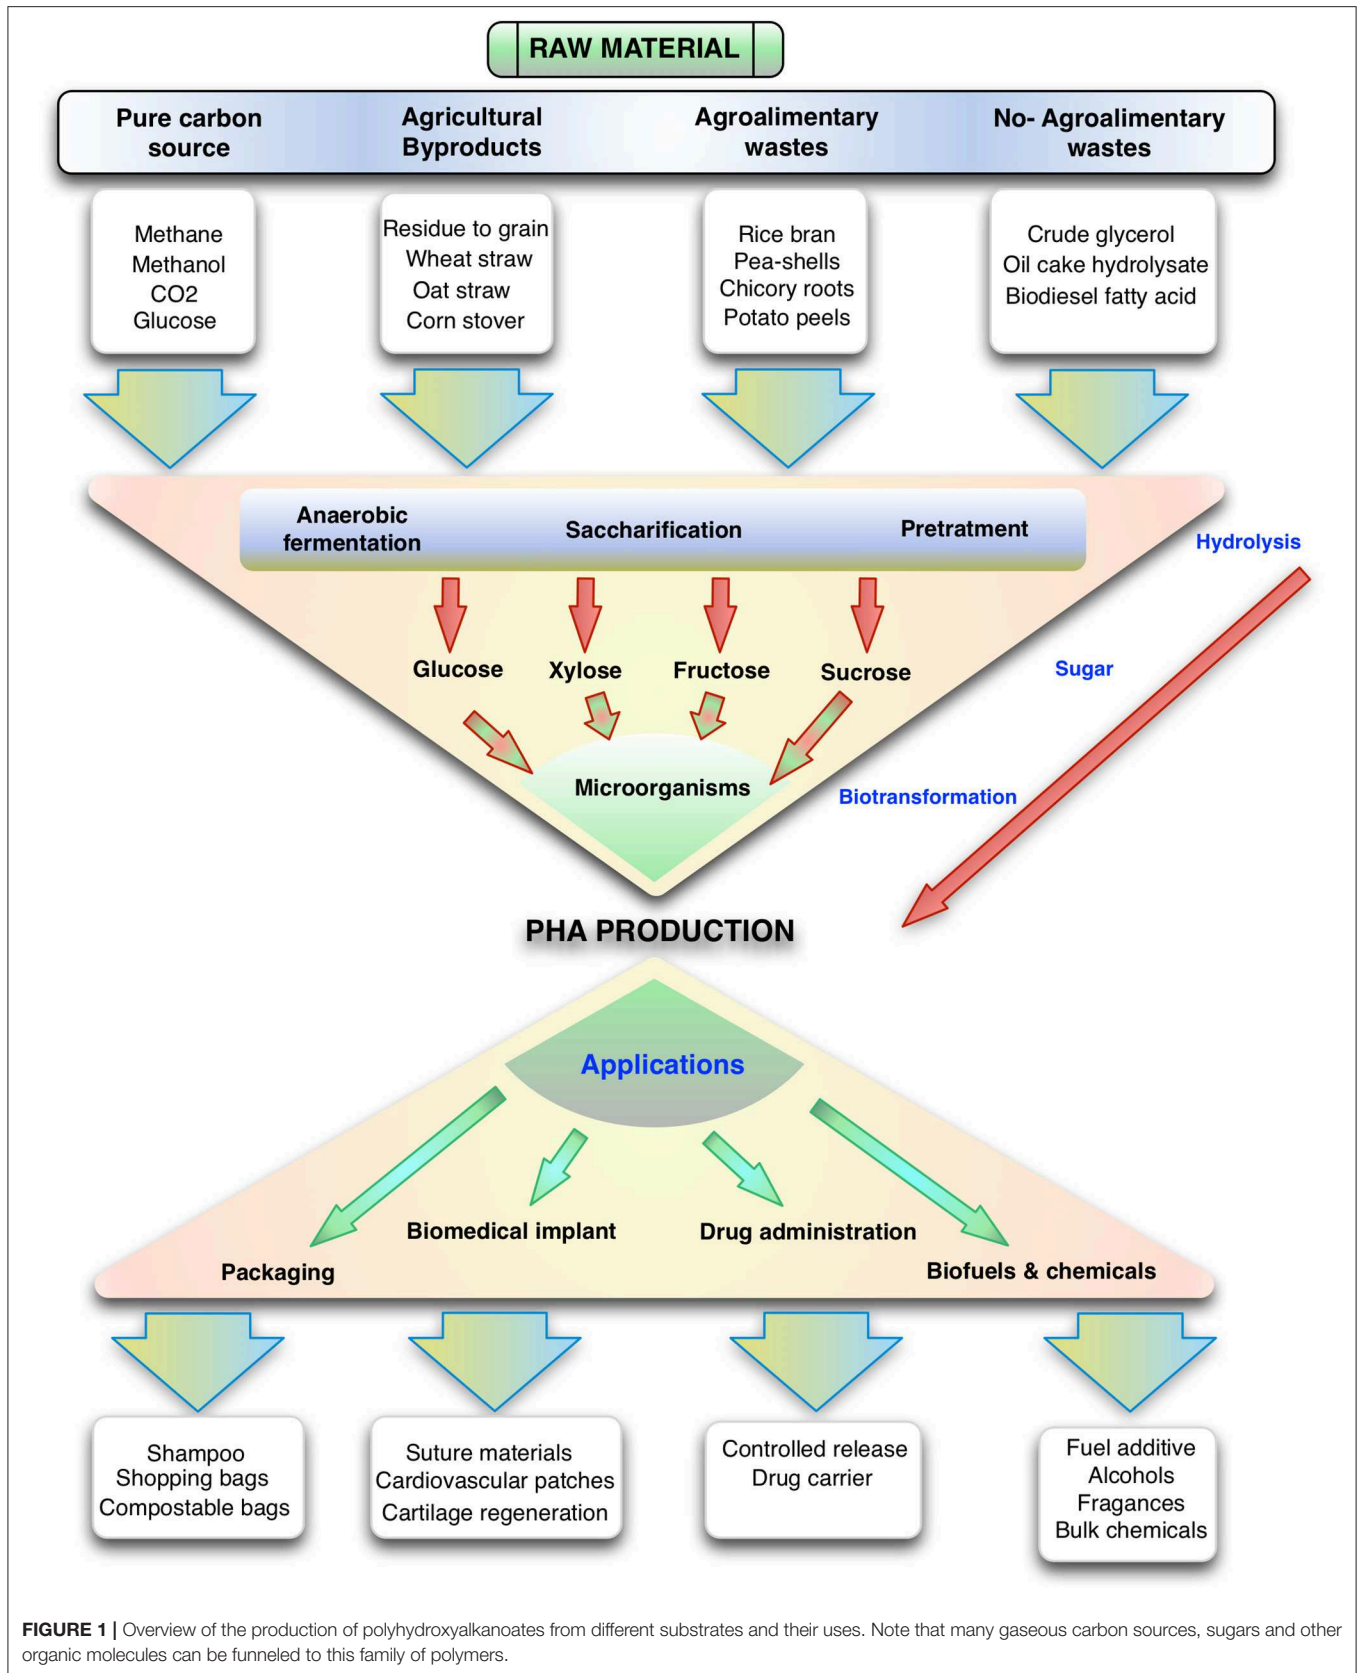 RAW MATERIAL
Pure carbon
source
Agricultural
Byproducts
Agroalimentary
wastes
No- Agroalimentary
wastes
Methane
Methanol
CO2
Glucose
Residue to grain
Wheat straw
Oat straw
Corn stover
Rice bran
Pea-shells
Chicory roots
Potato peels
Crude glycerol
Oil cake hydrolysate
Biodiesel fatty acid
Anaerobic
fermentation
Saccharification
Pretratment
Hydrolysis
Glucose
Xylose
Fructose
Sucrose
Sugar
Microorganisms
Biotransformation
PHA PRODUCTION
Applications
Packaging
Biomedical implant
Drug administration
Biofuels & chemicals
Shampoo
Shopping bags
Compostable bags
Suture materials
Cardiovascular patches
Cartilage regeneration
Controlled release
Drug carrier
Fuel additive
Alcohols
Fragances
Bulk chemicals
FIGURE 1 | Overview of the production of polyhydroxyalkanoates from different substrates and their uses. Note that many gaseous carbon sources, sugars and other
organic molecules can be funneled to this family of polymers.